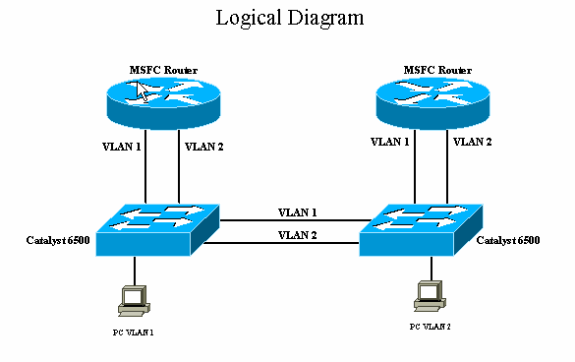 Logical Diagram
MSFC Router
MSFC Router
VLAN 1
VLAN 2
VLAN 1
VLAN 2
VLAN 1
VLAN 2
Catalyst 6500
Catalyst 6500
PC VLAN 1
PC VLAN 2